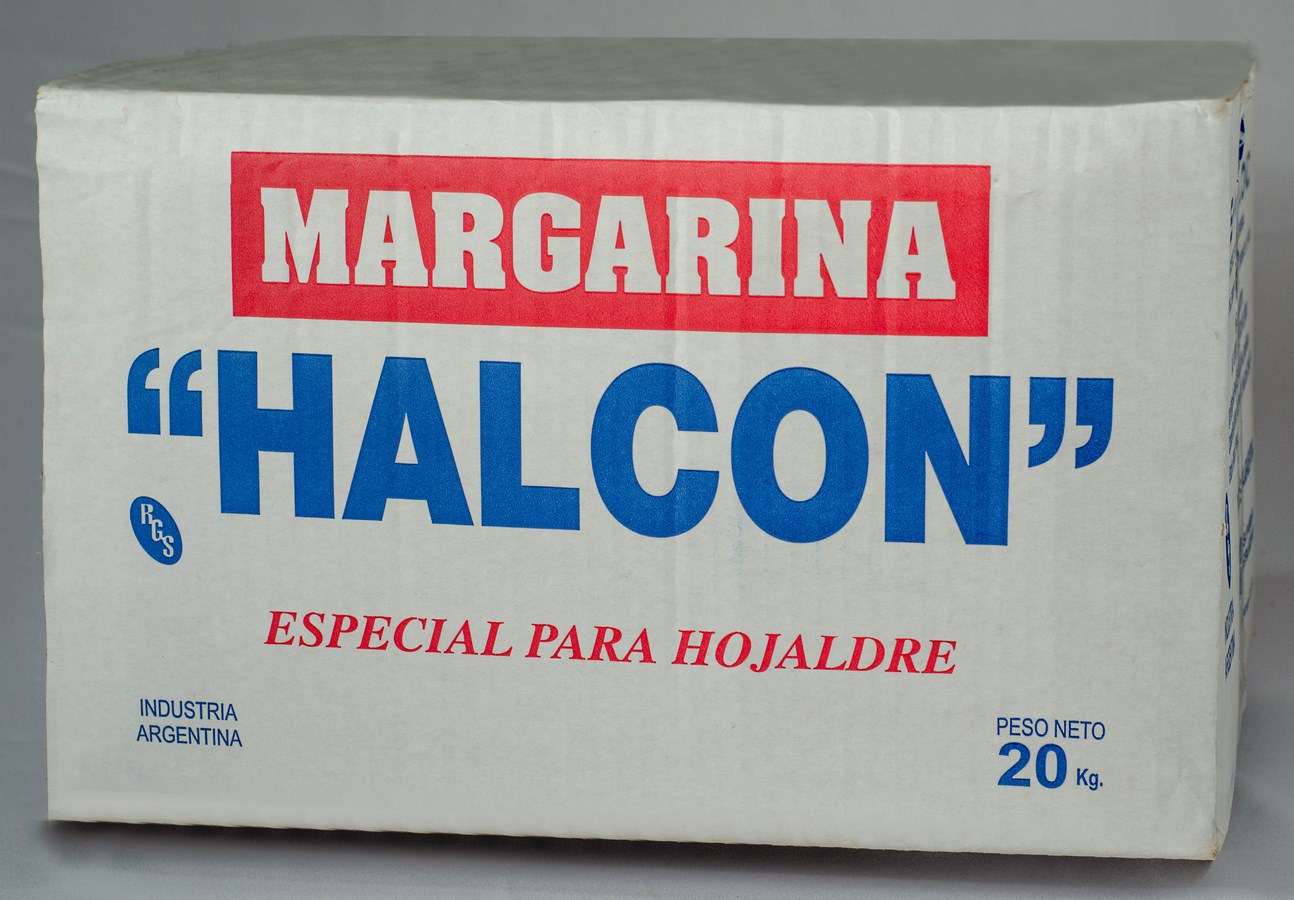 MARGARINA
“HALCON”
RGS
ESPECIAL PARA HOJALDRE
INDUSTRIA
ARGENTINA
PESO NETO
20 Kg.